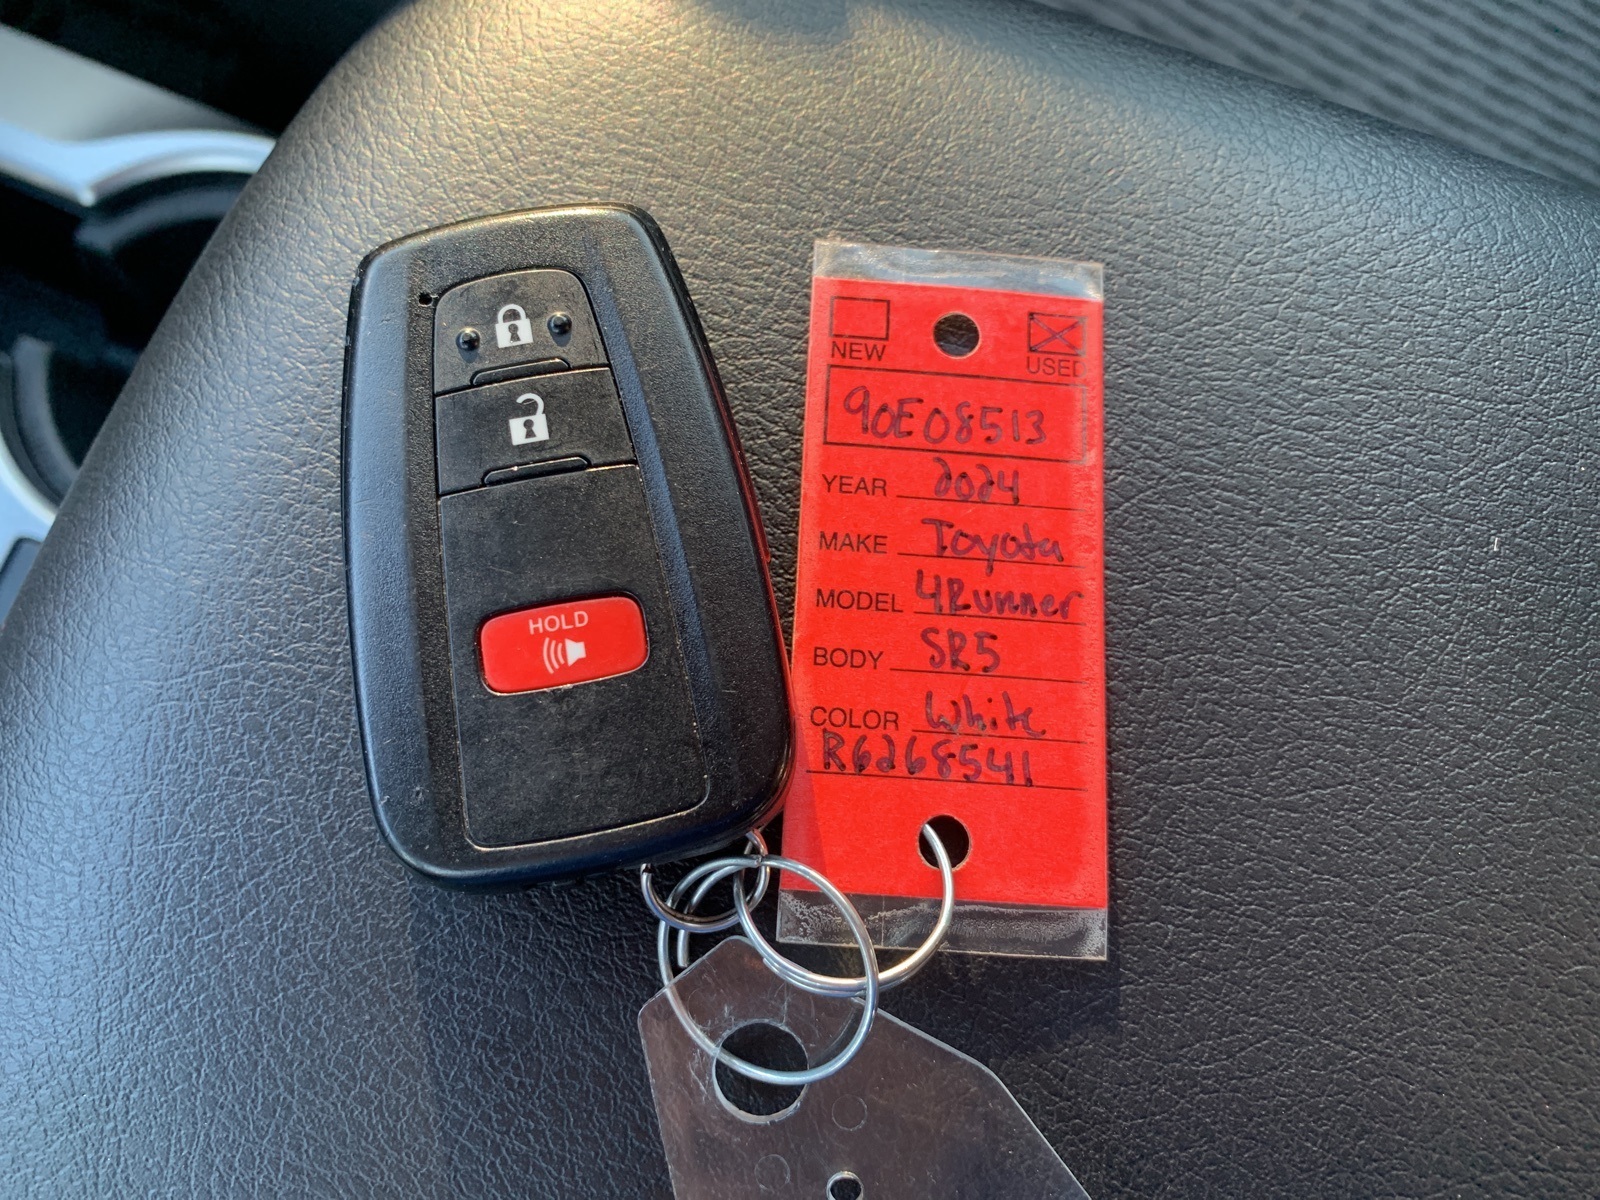 HOLD
NEW USED
90E08513
YEAR 2024
MAKE Toyota
MODEL 4Runner
BODY SR5
COLOR White
R6268541